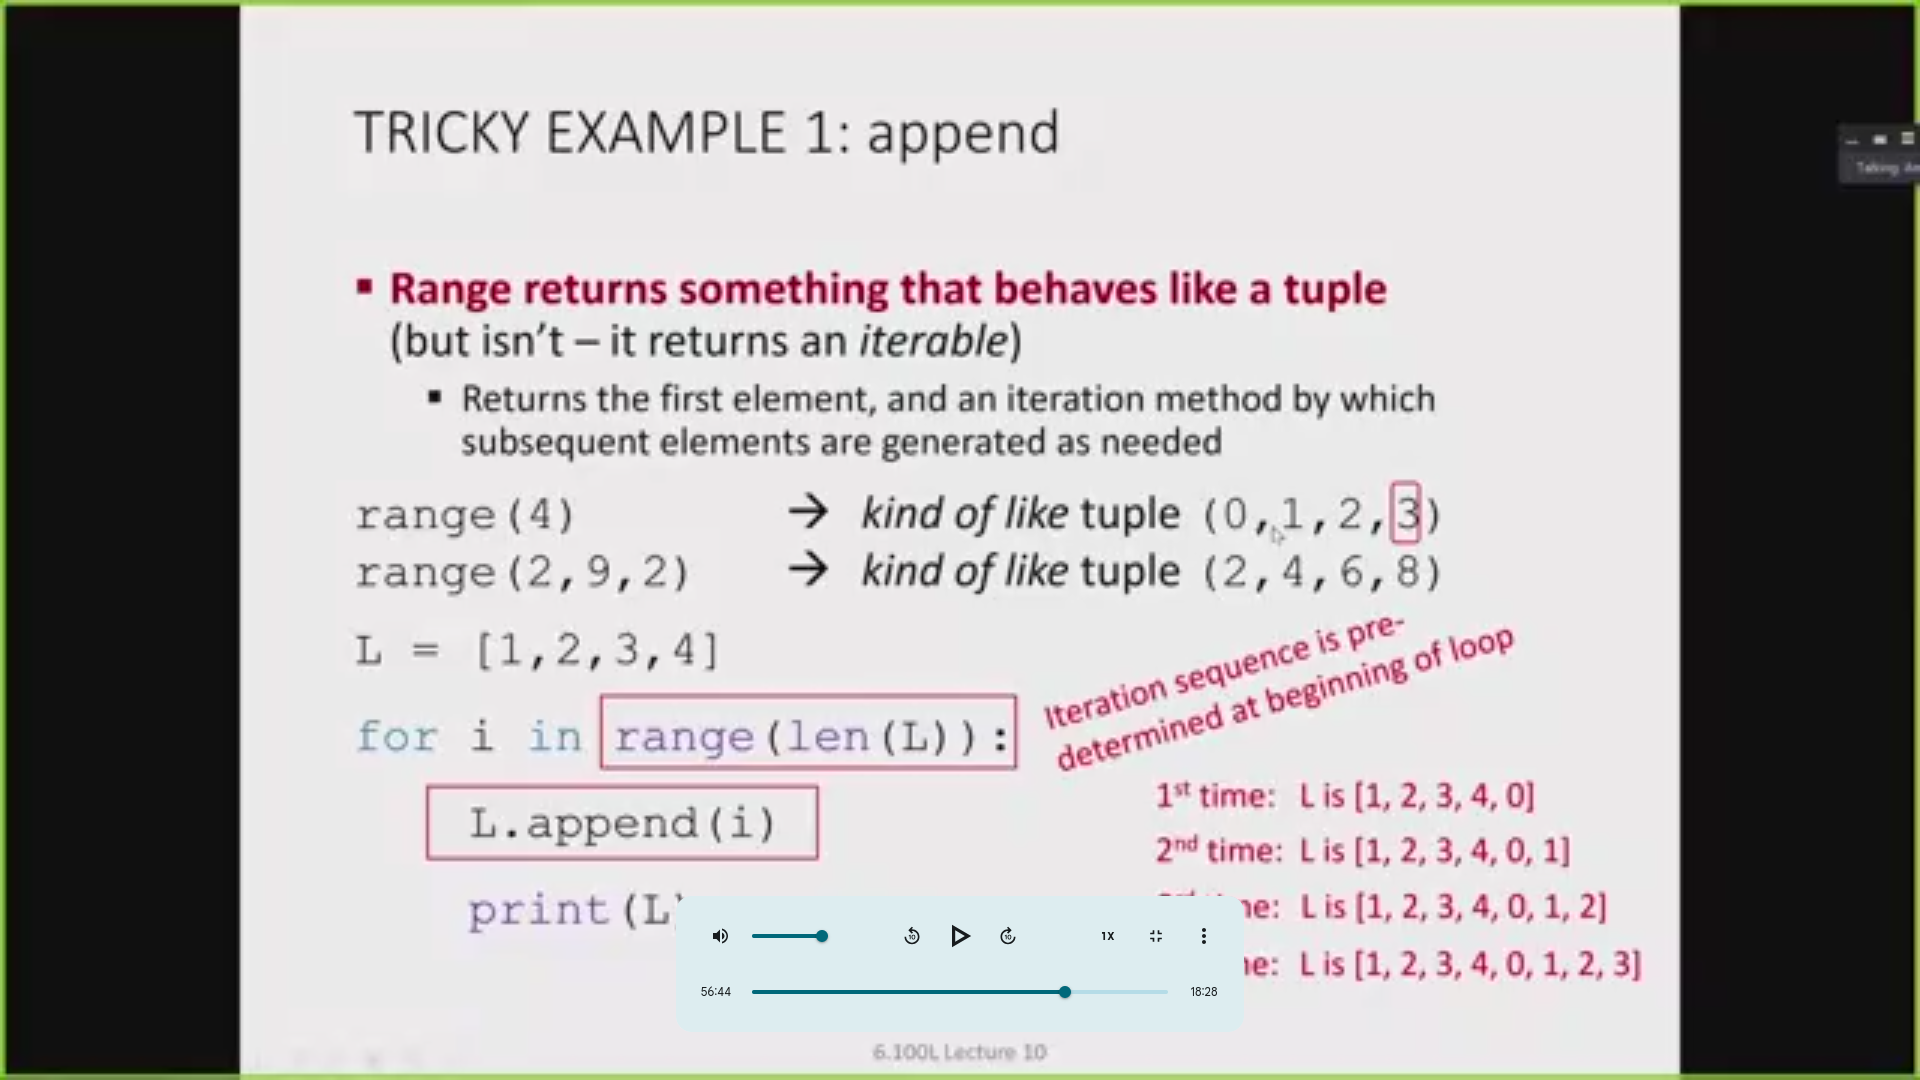 TRICKY EXAMPLE 1: append
▪ Range returns something that behaves like a tuple
(but isn't – it returns an iterable)
▪ Returns the first element, and an iteration method by which
subsequent elements are generated as needed
range(4) → kind of like tuple (0,1,2,3)
range(2,9,2) → kind of like tuple (2,4,6,8)
L = [1,2,3,4]
for i in range(len(L)):
L.append(i)
print(L
Iteration sequence is pre-
determined at beginning of loop
1st time: L is [1, 2, 3, 4, 0]
2nd time: L is [1, 2, 3, 4, 0, 1]
me: L is [1, 2, 3, 4, 0, 1, 2]
me: L is [1, 2, 3, 4, 0, 1, 2, 3]
10 10 1X
56:44 18:28
6.100L Lecture 10
Talking: